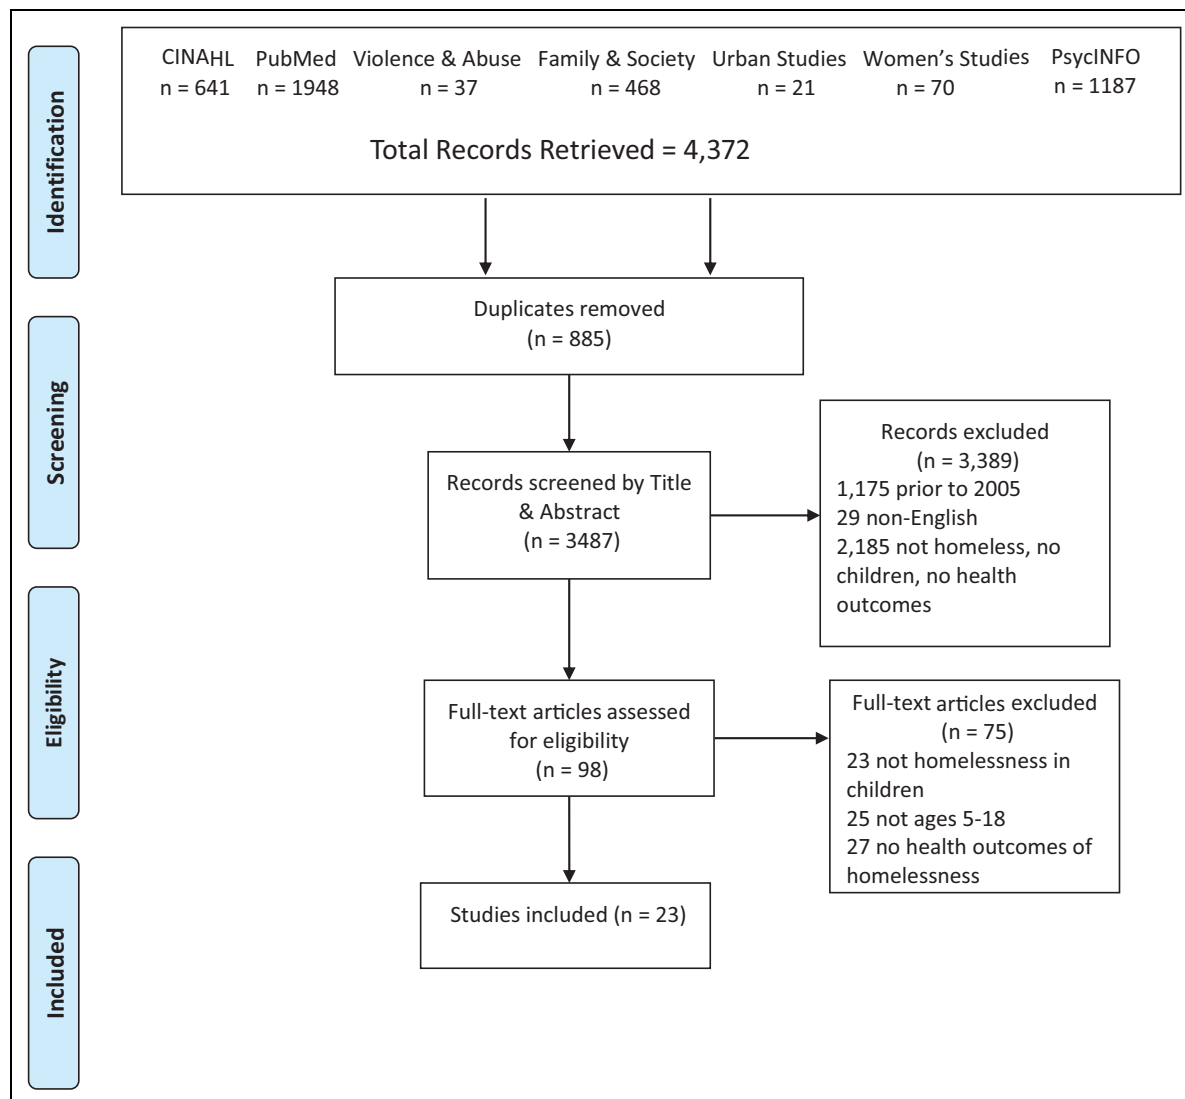 Identification
CINAHL
n = 641
PubMed
n = 1948
Violence & Abuse
n = 37
Family & Society
n = 468
Urban Studies
n = 21
Women's Studies
n = 70
PsycINFO
n = 1187
Total Records Retrieved = 4,372
Duplicates removed
(n = 885)
Screening
Records screened by Title
& Abstract
(n = 3487)
Records excluded
(n = 3,389)
1,175 prior to 2005
29 non-English
2,185 not homeless, no
children, no health
outcomes
Eligibility
Full-text articles assessed
for eligibility
(n = 98)
Full-text articles excluded
(n = 75)
23 not homelessness in
children
25 not ages 5-18
27 no health outcomes of
homelessness
Included
Studies included (n = 23)